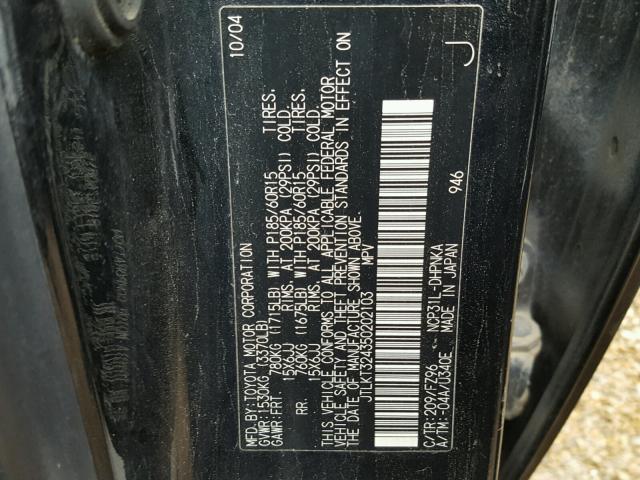 MFD.BY:TOYOTA MOTOR CORPORATION 10/04
GVWR:1530KG (3370LB)
GAWR:FRT. 780KG (1715LB) WITH P185/60R15 TIRES.
15X6JJ RIMS. AT 200KPA (29PSI) COLD.
RR. 760KG (1675LB) WITH P185/60R15 TIRES.
15X6JJ RIMS. AT 200KPA (29PSI) COLD.
THIS VEHICLE CONFORMS TO ALL APPLICABLE FEDERAL MOTOR
VEHICLE SAFETY AND THEFT PREVENTION STANDARDS IN EFFECT ON
THE DATE OF MANUFACTURE SHOWN ABOVE.
JTLKT324350202103 MPV
J
946
C/TR:209/FZ96 NCP31L-DHPNKA
A/TM:-04A/U340E MADE IN JAPAN